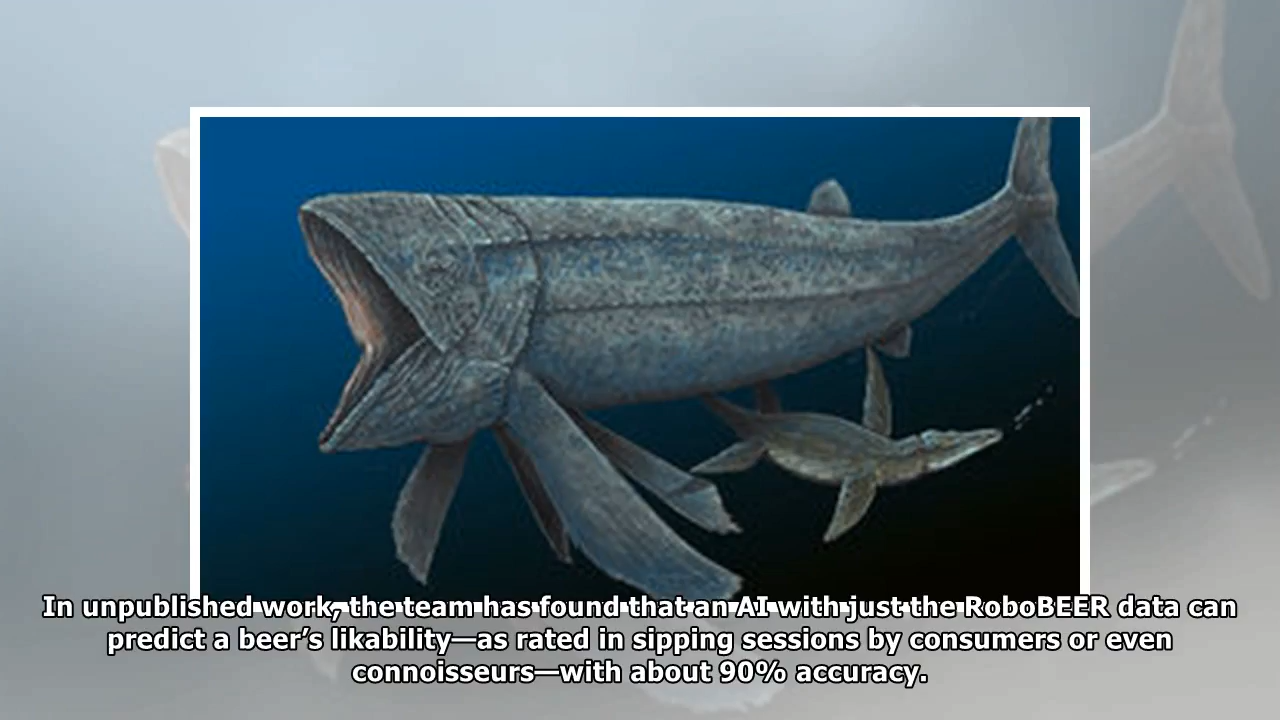 In unpublished work, the team has found that an AI with just the RoboBEER data can
predict a beer’s likability—as rated in sipping sessions by consumers or even
connoisseurs—with about 90% accuracy.